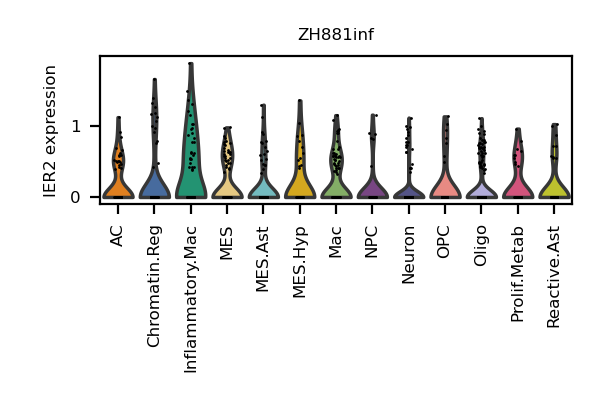 ZH881inf
IER2 expression
1
0
AC
Chromatin.Reg
Inflammatory.Mac
MES
MES.Ast
MES.Hyp
Mac
NPC
Neuron
OPC
Oligo
Prolif.Metab
Reactive.Ast